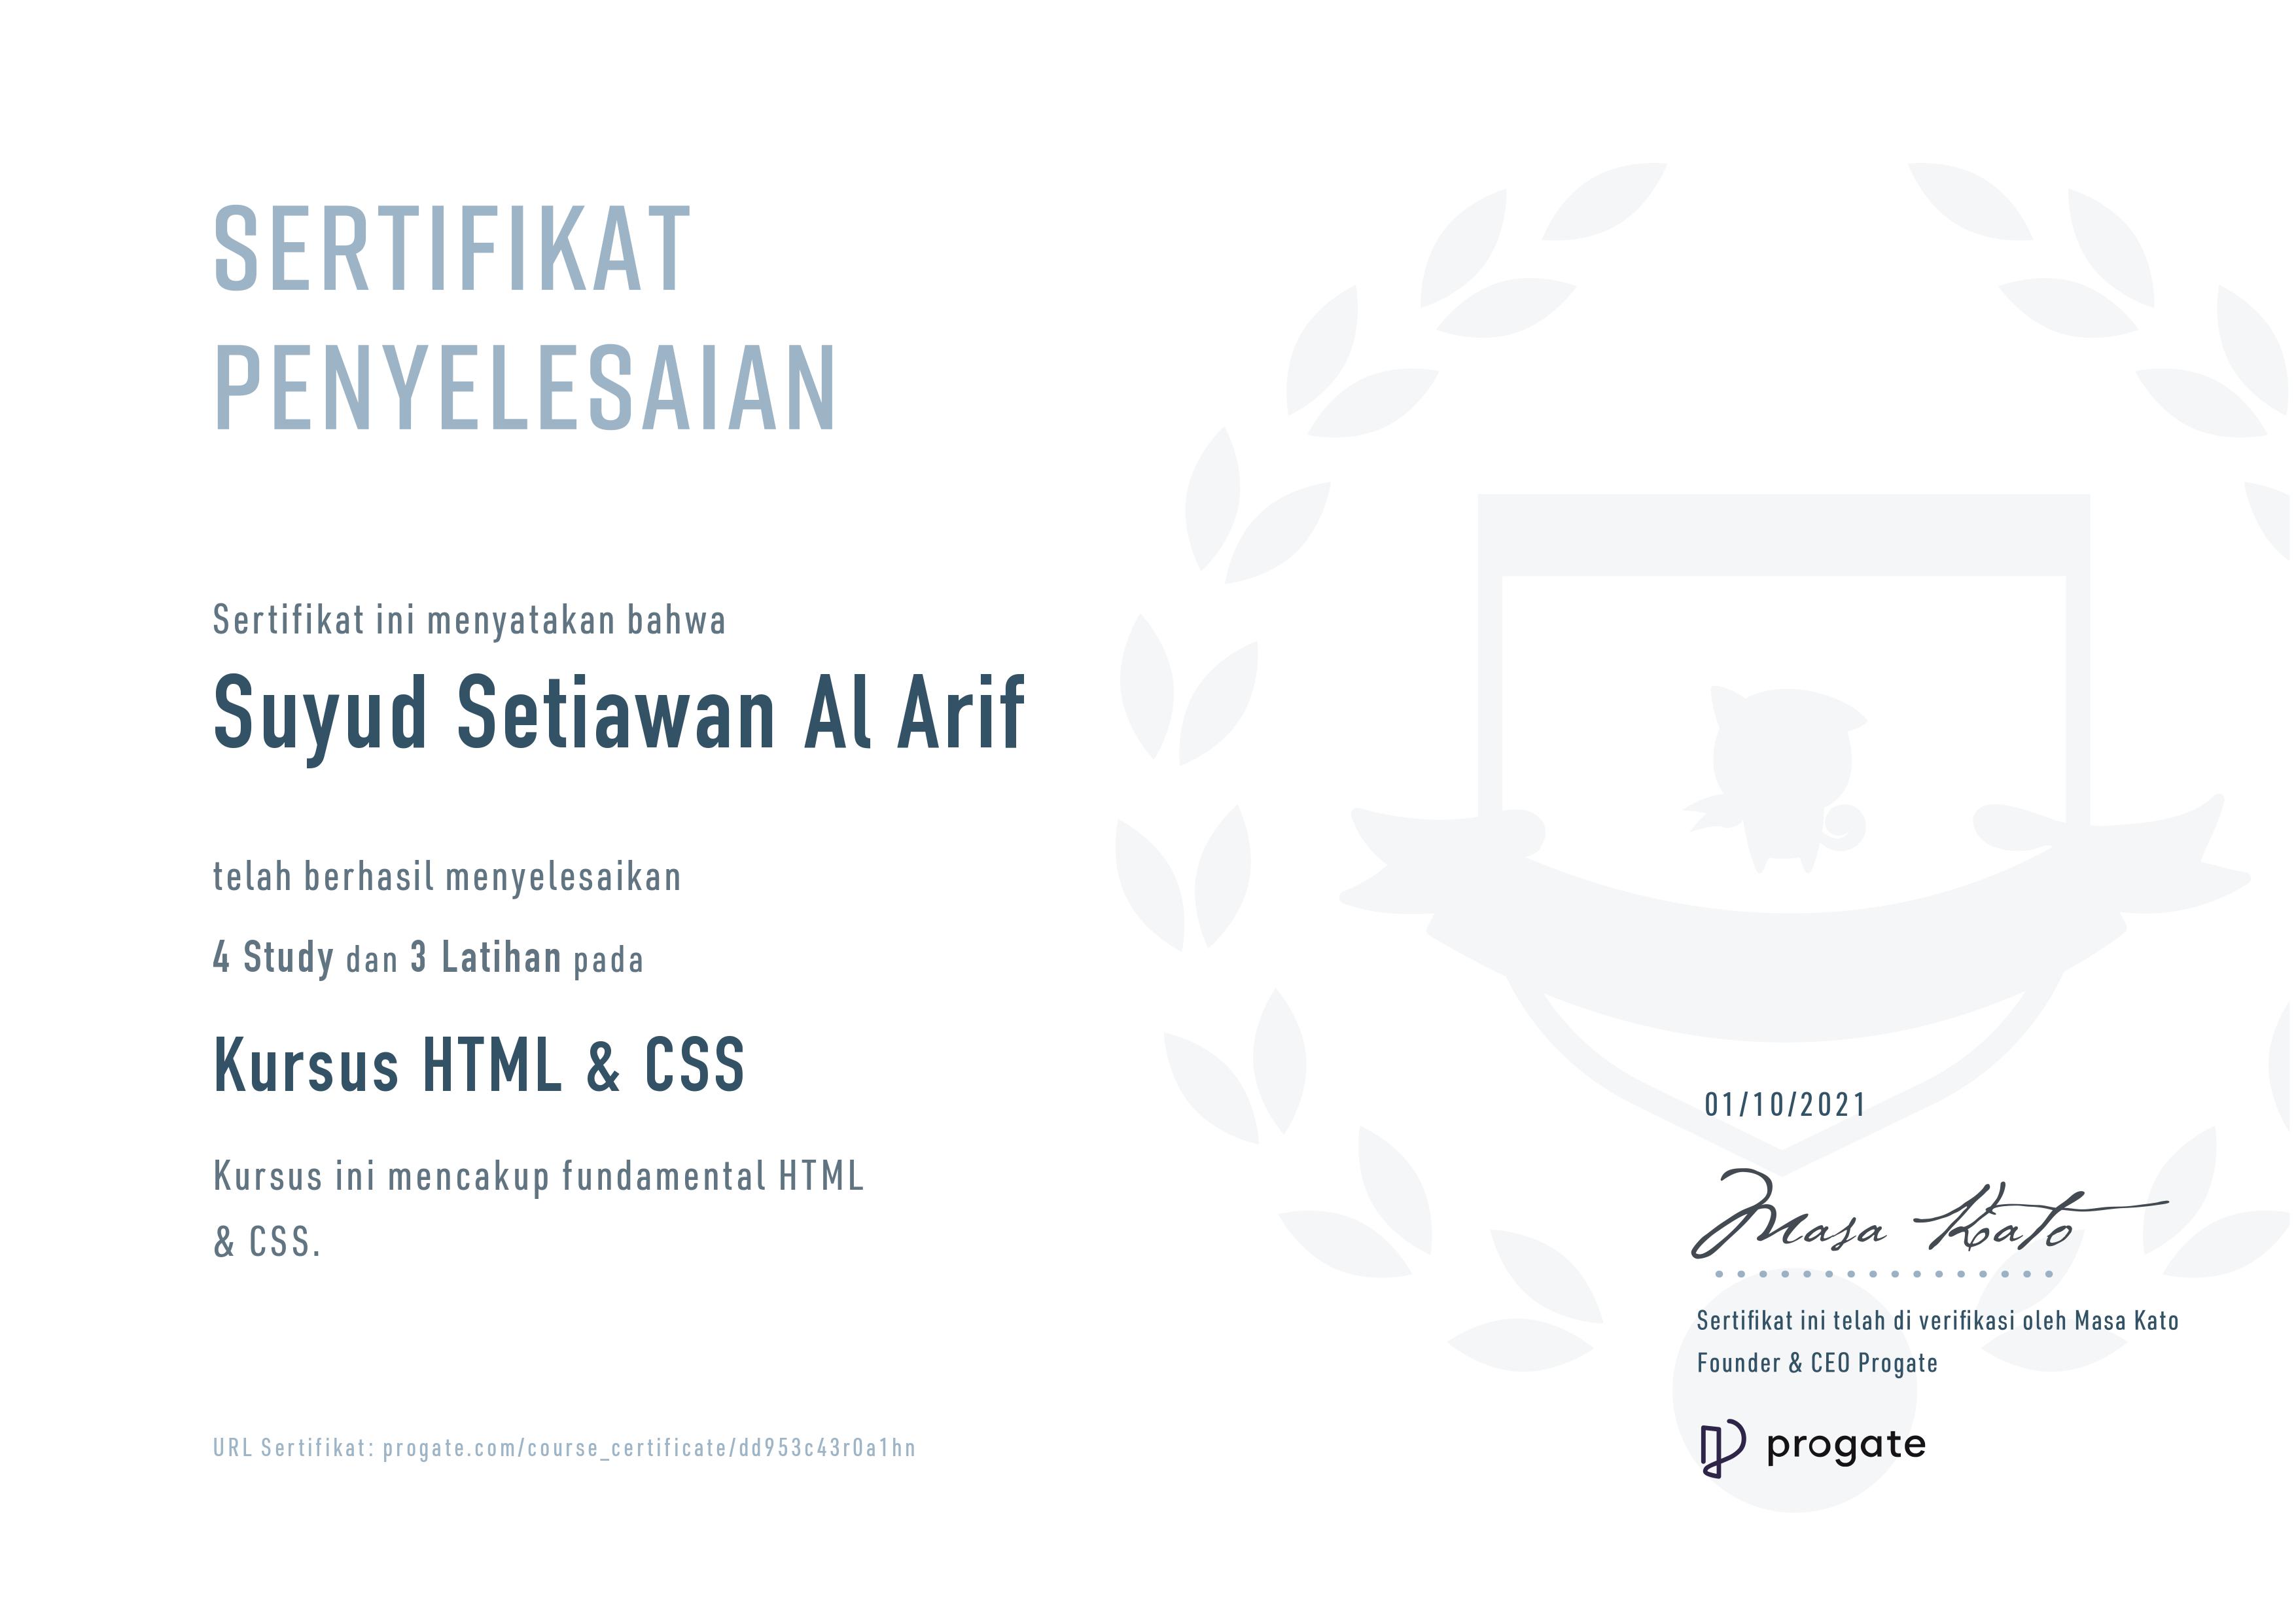 SERTIFIKAT
PENYELESAIAN
Sertifikat ini menyatakan bahwa
Suyud Setiawan Al Arif
telah berhasil menyelesaikan
4 Study dan 3 Latihan pada
Kursus HTML & CSS
Kursus ini mencakup fundamental HTML
& CSS.
URL Sertifikat: progate.com/course_certificate/dd953c43r0a1hn
01/10/2021
Masa Kato
Sertifikat ini telah di verifikasi oleh Masa Kato
Founder & CEO Progate
progate